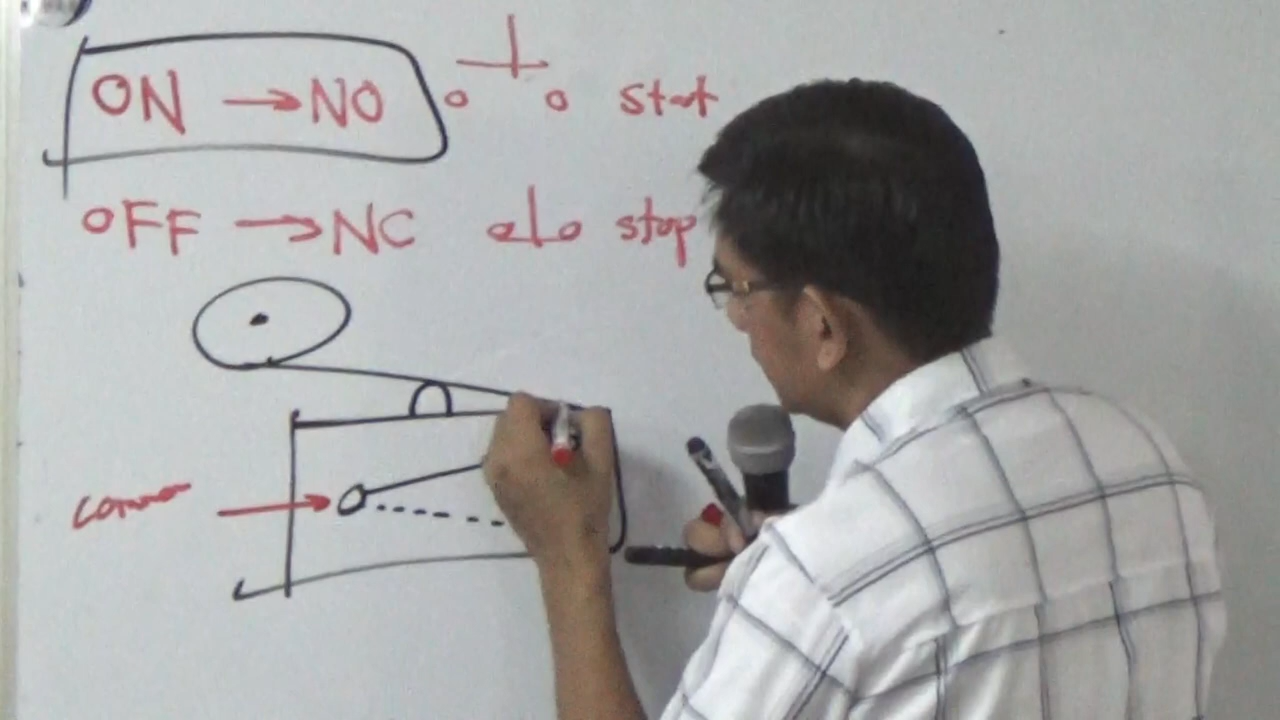 ON → NO start
OFF → NC stop
common